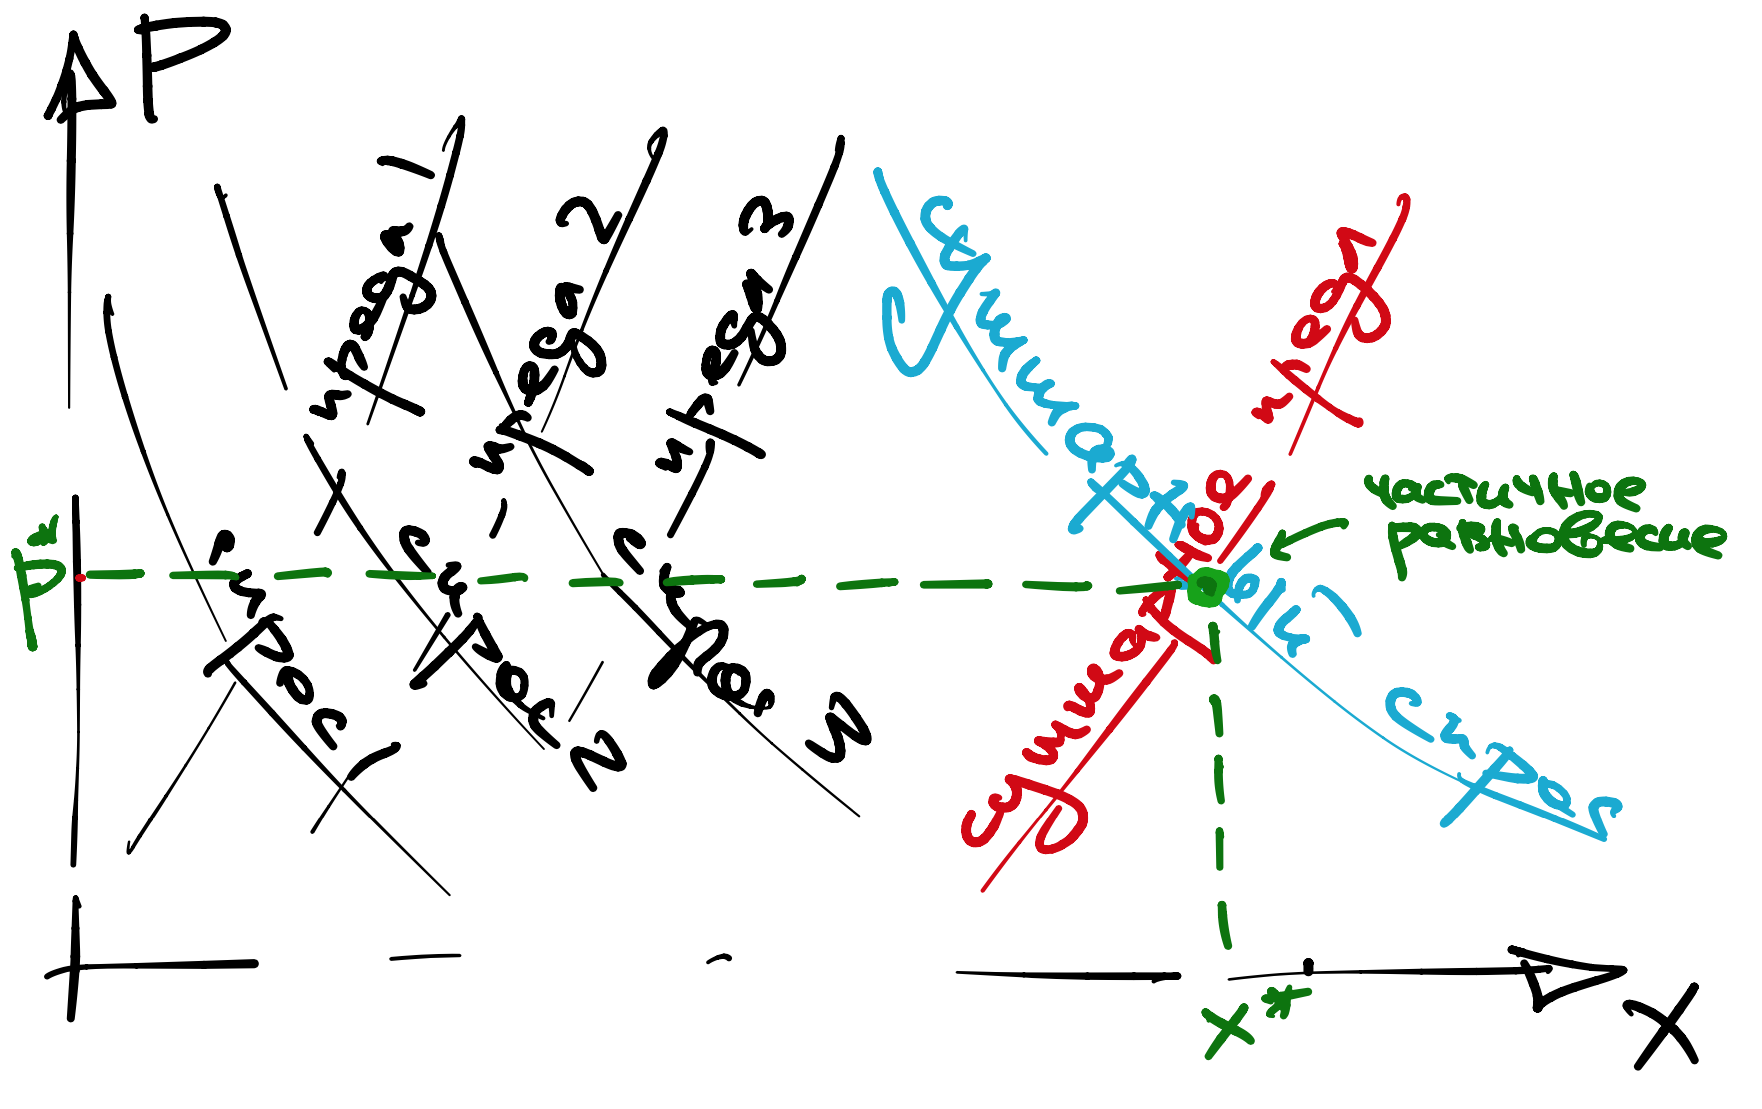 P
предл 1
предл 2
предл 3
суммарный
предл
суммарное
частичное
равновесие
P*
спрос 1
спрос 2
спрос 3
спрос
X*
X